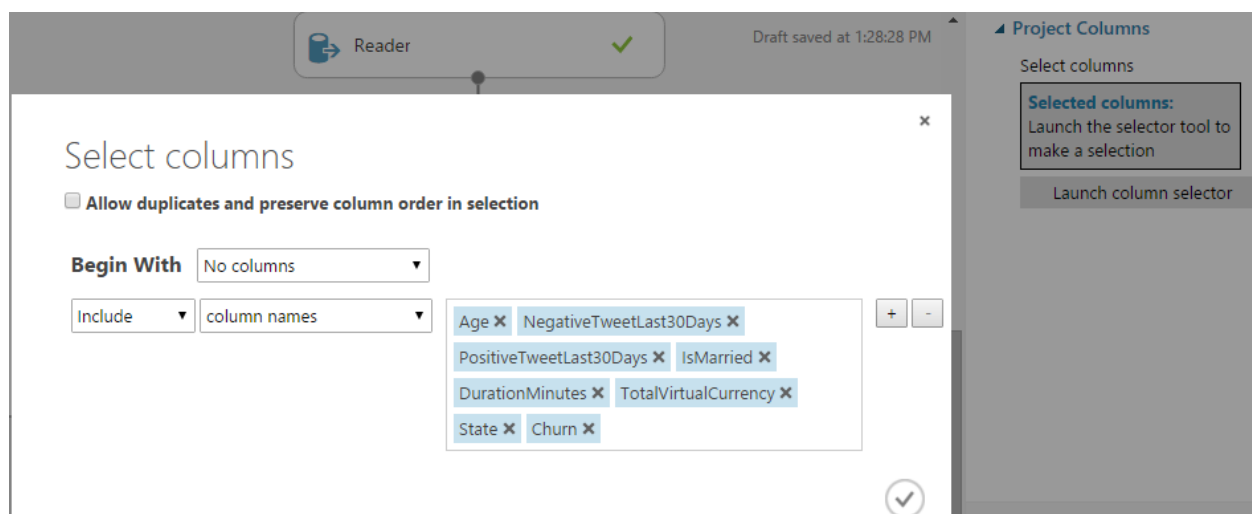 Reader
Draft saved at 1:28:28 PM
Project Columns
Select columns
Selected columns:
Launch the selector tool to
make a selection
Launch column selector
Select columns
Allow duplicates and preserve column order in selection
Begin With No columns
Include column names
Age NegativeTweetLast30Days
PositiveTweetLast30Days IsMarried
DurationMinutes TotalVirtualCurrency
State Churn
+ -